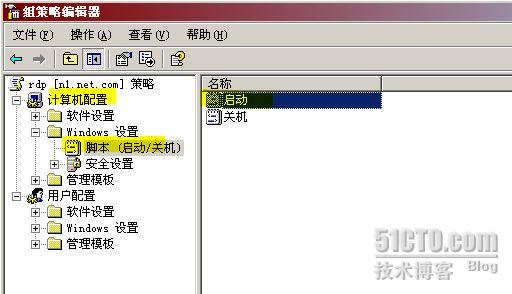 组策略编辑器
文件(F) 操作(A) 查看(V) 帮助(H)
rdp [n1.net.com] 策略
计算机配置
软件设置
Windows 设置
脚本 (启动/关机)
安全设置
管理模板
用户配置
软件设置
Windows 设置
管理模板
名称
启动
关机
51CTO.com
技术博客 Blog